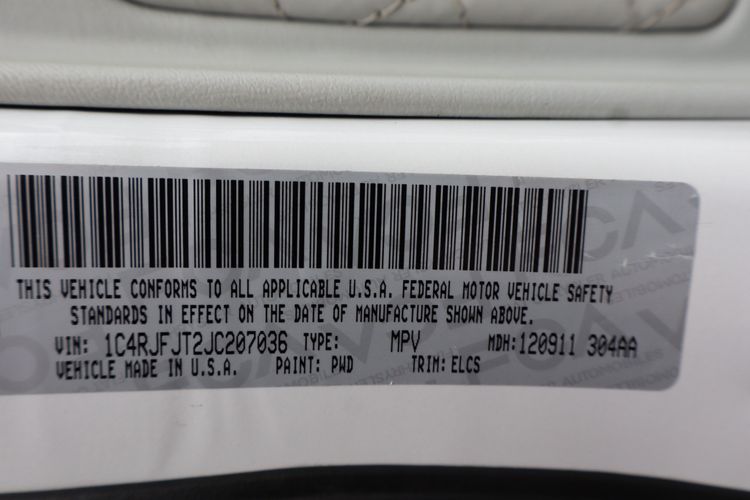 THIS VEHICLE CONFORMS TO ALL APPLICABLE U.S.A. FEDERAL MOTOR VEHICLE SAFETY
STANDARDS IN EFFECT ON THE DATE OF MANUFACTURE SHOWN ABOVE.
VIN: 1C4RJFJT2JC207036 TYPE: MPV MDH:120911 304AA
VEHICLE MADE IN U.S.A. PAINT: PWD TRIM:ELCS